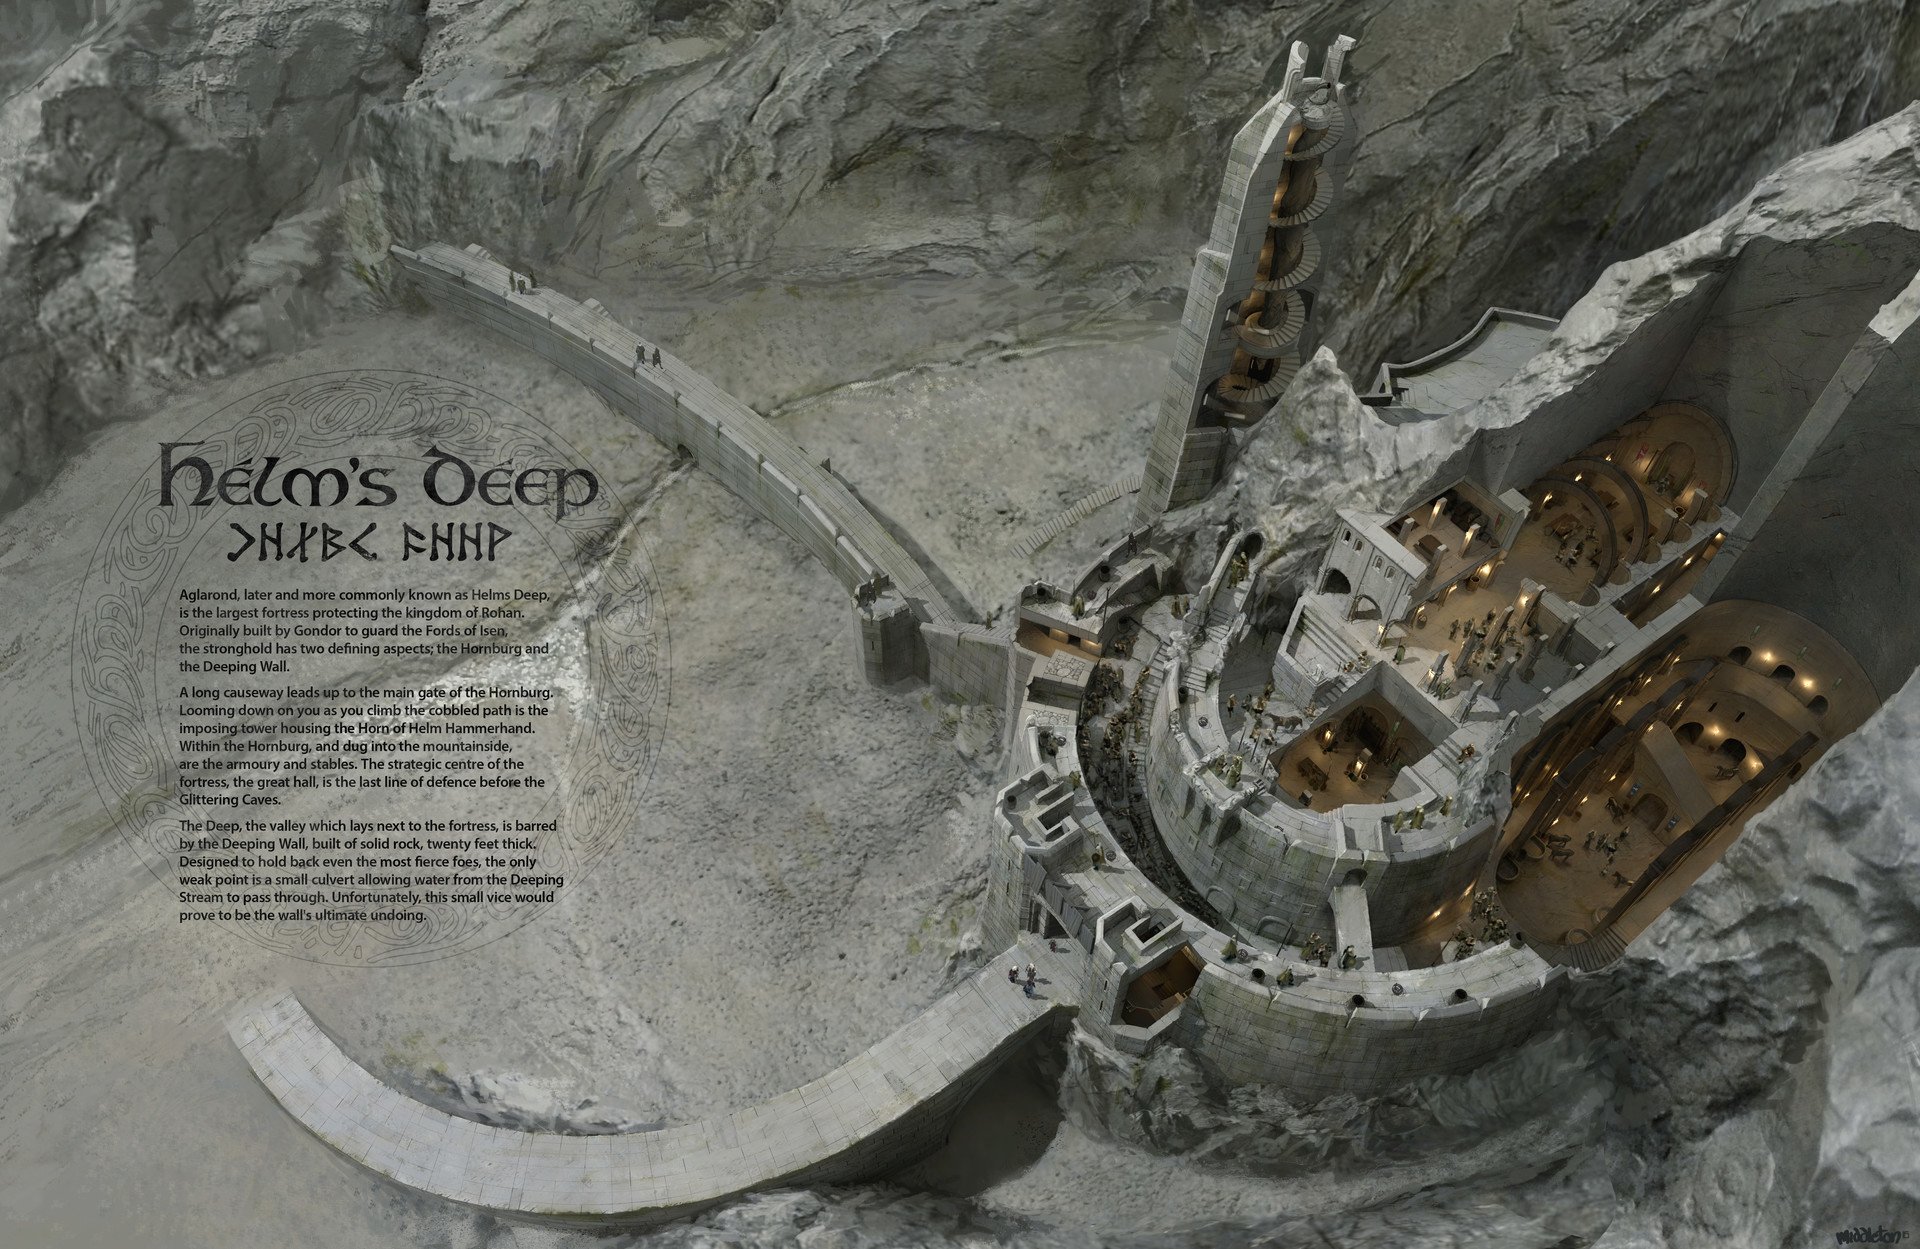 Helm's Deep
Aglarond, later and more commonly known as Helms Deep,
is the largest fortress protecting the kingdom of Rohan.
Originally built by Gondor to guard the Fords of Isen,
the stronghold has two defining aspects; the Hornburg and
the Deeping Wall.
A long causeway leads up to the main gate of the Hornburg.
Looming down on you as you climb the cobbled path is the
imposing tower housing the Horn of Helm Hammerhand.
Within the Hornburg, and dug into the mountainside,
are the armoury and stables. The strategic centre of the
fortress, the great hall, is the last line of defence before the
Glittering Caves.
The Deep, the valley which lays next to the fortress, is barred
by the Deeping Wall, built of solid rock, twenty feet thick.
Designed to hold back even the most fierce foes, the only
weak point is a small culvert allowing water from the Deeping
Stream to pass through. Unfortunately, this small vice would
prove to be the wall's ultimate undoing.
middleton